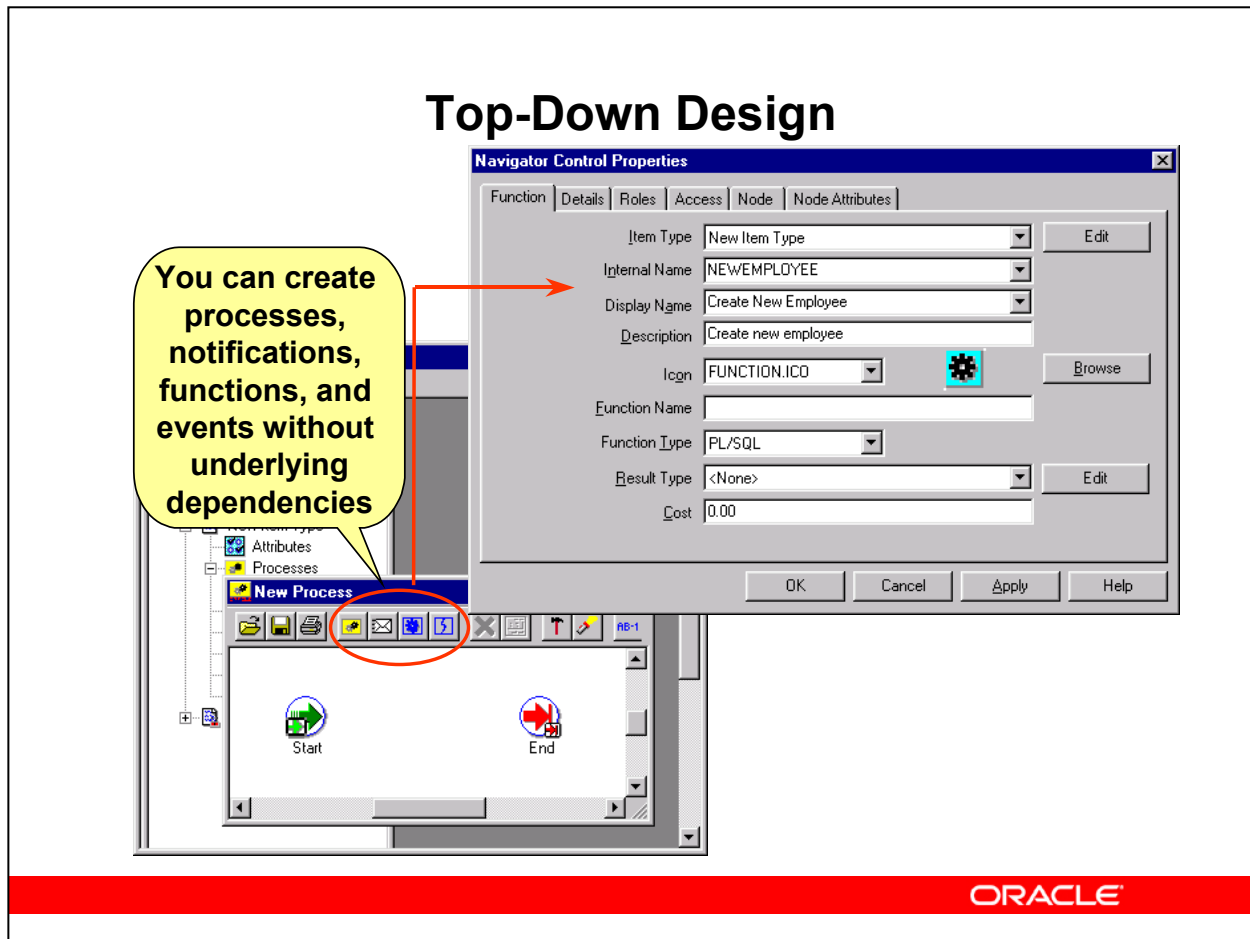 Top-Down Design
Navigator Control Properties
Function Details Roles Access Node Node Attributes
Item Type New Item Type Edit
Internal Name NEWEMPLOYEE
Display Name Create New Employee
Description Create new employee
Icon FUNCTION.ICO Browse
Function Name
Function Type PL/SQL
Result Type <None> Edit
Cost 0.00
OK Cancel Apply Help
You can create
processes,
notifications,
functions, and
events without
underlying
dependencies
Attributes
Processes
New Process
AB-1
Start End
ORACLE